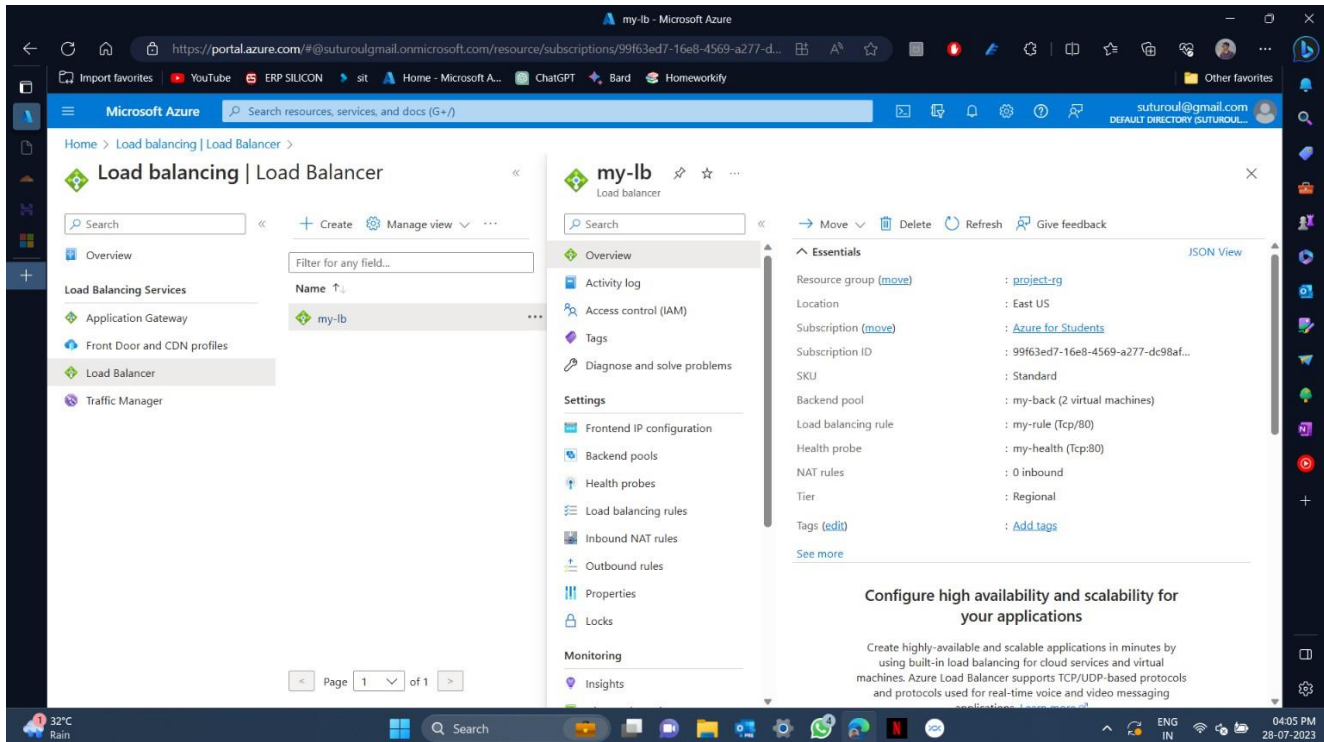 my-lb - Microsoft Azure
https://portal.azure.com/#@suturoulgmail.onmicrosoft.com/resource/subscriptions/99f63ed7-16e8-4569-a277-d...
Import favorites YouTube ERP SILICON sit Home - Microsoft A... ChatGPT Bard Homeworkify Other favorites
Microsoft Azure Search resources, services, and docs (G+/) suturoul@gmail.com
DEFAULT DIRECTORY (SUTUROUL...
Home > Load balancing | Load Balancer >
Load balancing | Load Balancer
Search
Overview
Load Balancing Services
Application Gateway
Front Door and CDN profiles
Load Balancer
Traffic Manager
+ Create Manage view ...
Filter for any field...
Name ↑↓
my-lb ...
< Page 1 of 1 >
my-lb ...
Load balancer
Search
Overview
Activity log
Access control (IAM)
Tags
Diagnose and solve problems
Settings
Frontend IP configuration
Backend pools
Health probes
Load balancing rules
Inbound NAT rules
Outbound rules
Properties
Locks
Monitoring
Insights
Move Delete Refresh Give feedback
Essentials JSON View
Resource group (move) : project-rg
Location : East US
Subscription (move) : Azure for Students
Subscription ID : 99f63ed7-16e8-4569-a277-dc98af...
SKU : Standard
Backend pool : my-back (2 virtual machines)
Load balancing rule : my-rule (Tcp/80)
Health probe : my-health (Tcp:80)
NAT rules : 0 inbound
Tier : Regional
Tags (edit) : Add tags
See more
Configure high availability and scalability for
your applications
Create highly-available and scalable applications in minutes by
using built-in load balancing for cloud services and virtual
machines. Azure Load Balancer supports TCP/UDP-based protocols
and protocols used for real-time voice and video messaging
applications. Learn more
1
32°C
Rain
Search
ENG
IN
04:05 PM
28-07-2023